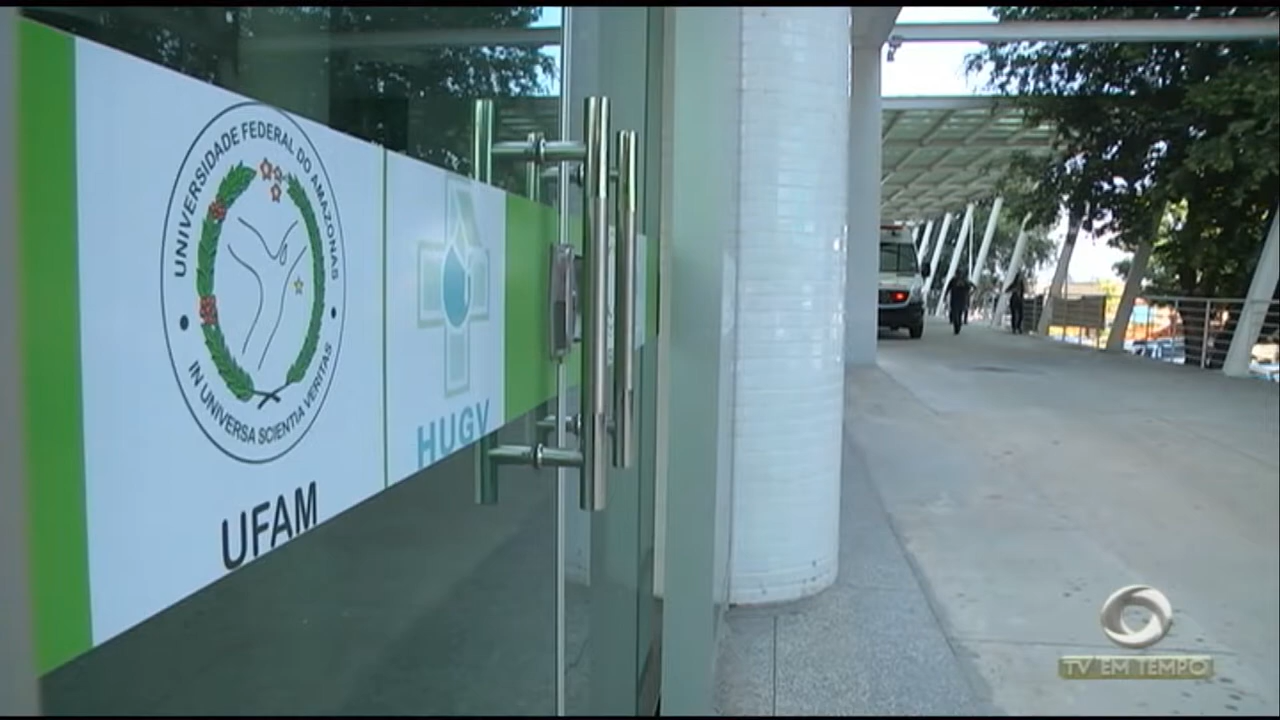 UNIVERSIDADE FEDERAL DO AMAZONAS
IN UNIVERSA SCIENTIA VERITAS
UFAM
HUGV
TV EM TEMPO